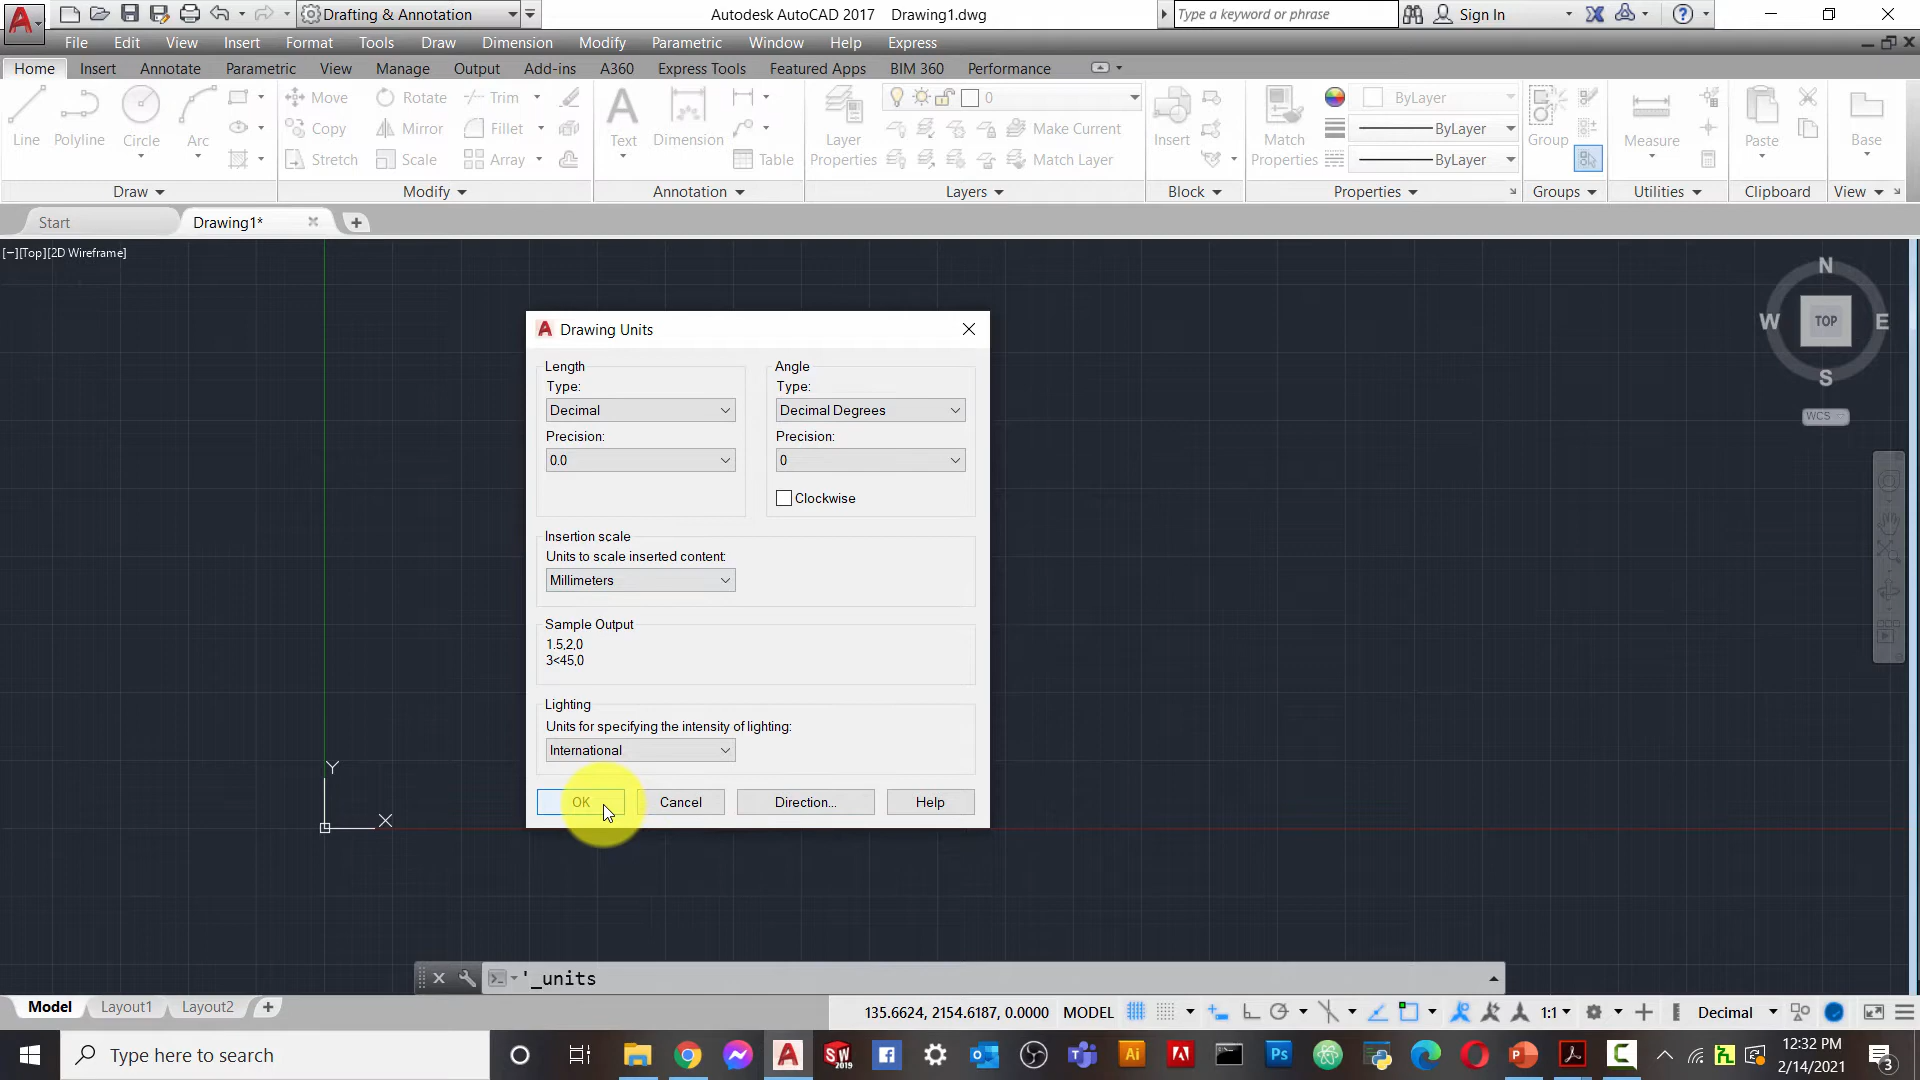 Drafting & Annotation
Autodesk AutoCAD 2017 Drawing1.dwg
Type a keyword or phrase
Sign In
File Edit View Insert Format Tools Draw Dimension Modify Parametric Window Help Express
Home Insert Annotate Parametric View Manage Output Add-ins A360 Express Tools Featured Apps BIM 360 Performance
Move Rotate Trim 0 ByLayer
Copy Mirror Fillet Make Current ByLayer
Line Polyline Circle Arc Text Dimension Layer Insert Match Group Measure Paste Base
Stretch Scale Array Table Properties Match Layer Properties ByLayer
Draw Modify Annotation Layers Block Properties Groups Utilities Clipboard View
Start Drawing1* +
[−][Top][2D Wireframe]
N
W TOP E
S
WCS
Drawing Units
Length Angle
Type: Type:
Decimal Decimal Degrees
Precision: Precision:
0.0 0
Clockwise
Insertion scale
Units to scale inserted content:
Millimeters
Sample Output
1.5,2,0
3<45,0
Lighting
Units for specifying the intensity of lighting:
International
OK Cancel Direction... Help
Y
X
'_units
Model Layout1 Layout2 +
135.6624, 2154.6187, 0.0000 MODEL 1:1 Decimal
Type here to search
SW
2019
Ai
Ps
12:32 PM
2/14/2021
3